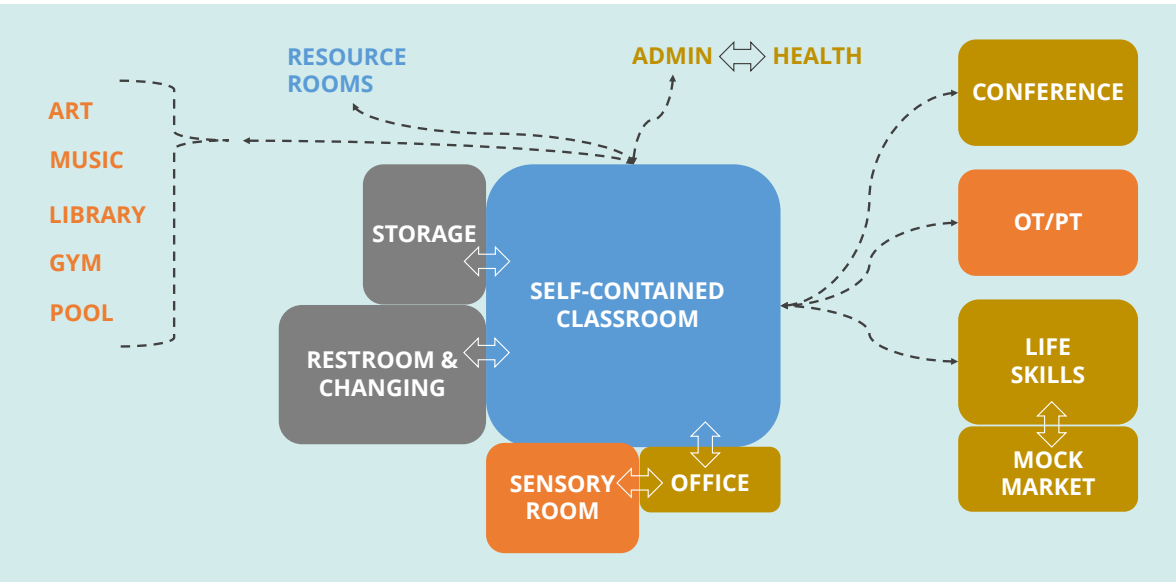 RESOURCE
ROOMS
ADMIN
HEALTH
ART
MUSIC
LIBRARY
GYM
POOL
STORAGE
RESTROOM &
CHANGING
SELF-CONTAINED
CLASSROOM
SENSORY
ROOM
OFFICE
CONFERENCE
OT/PT
LIFE
SKILLS
MOCK
MARKET